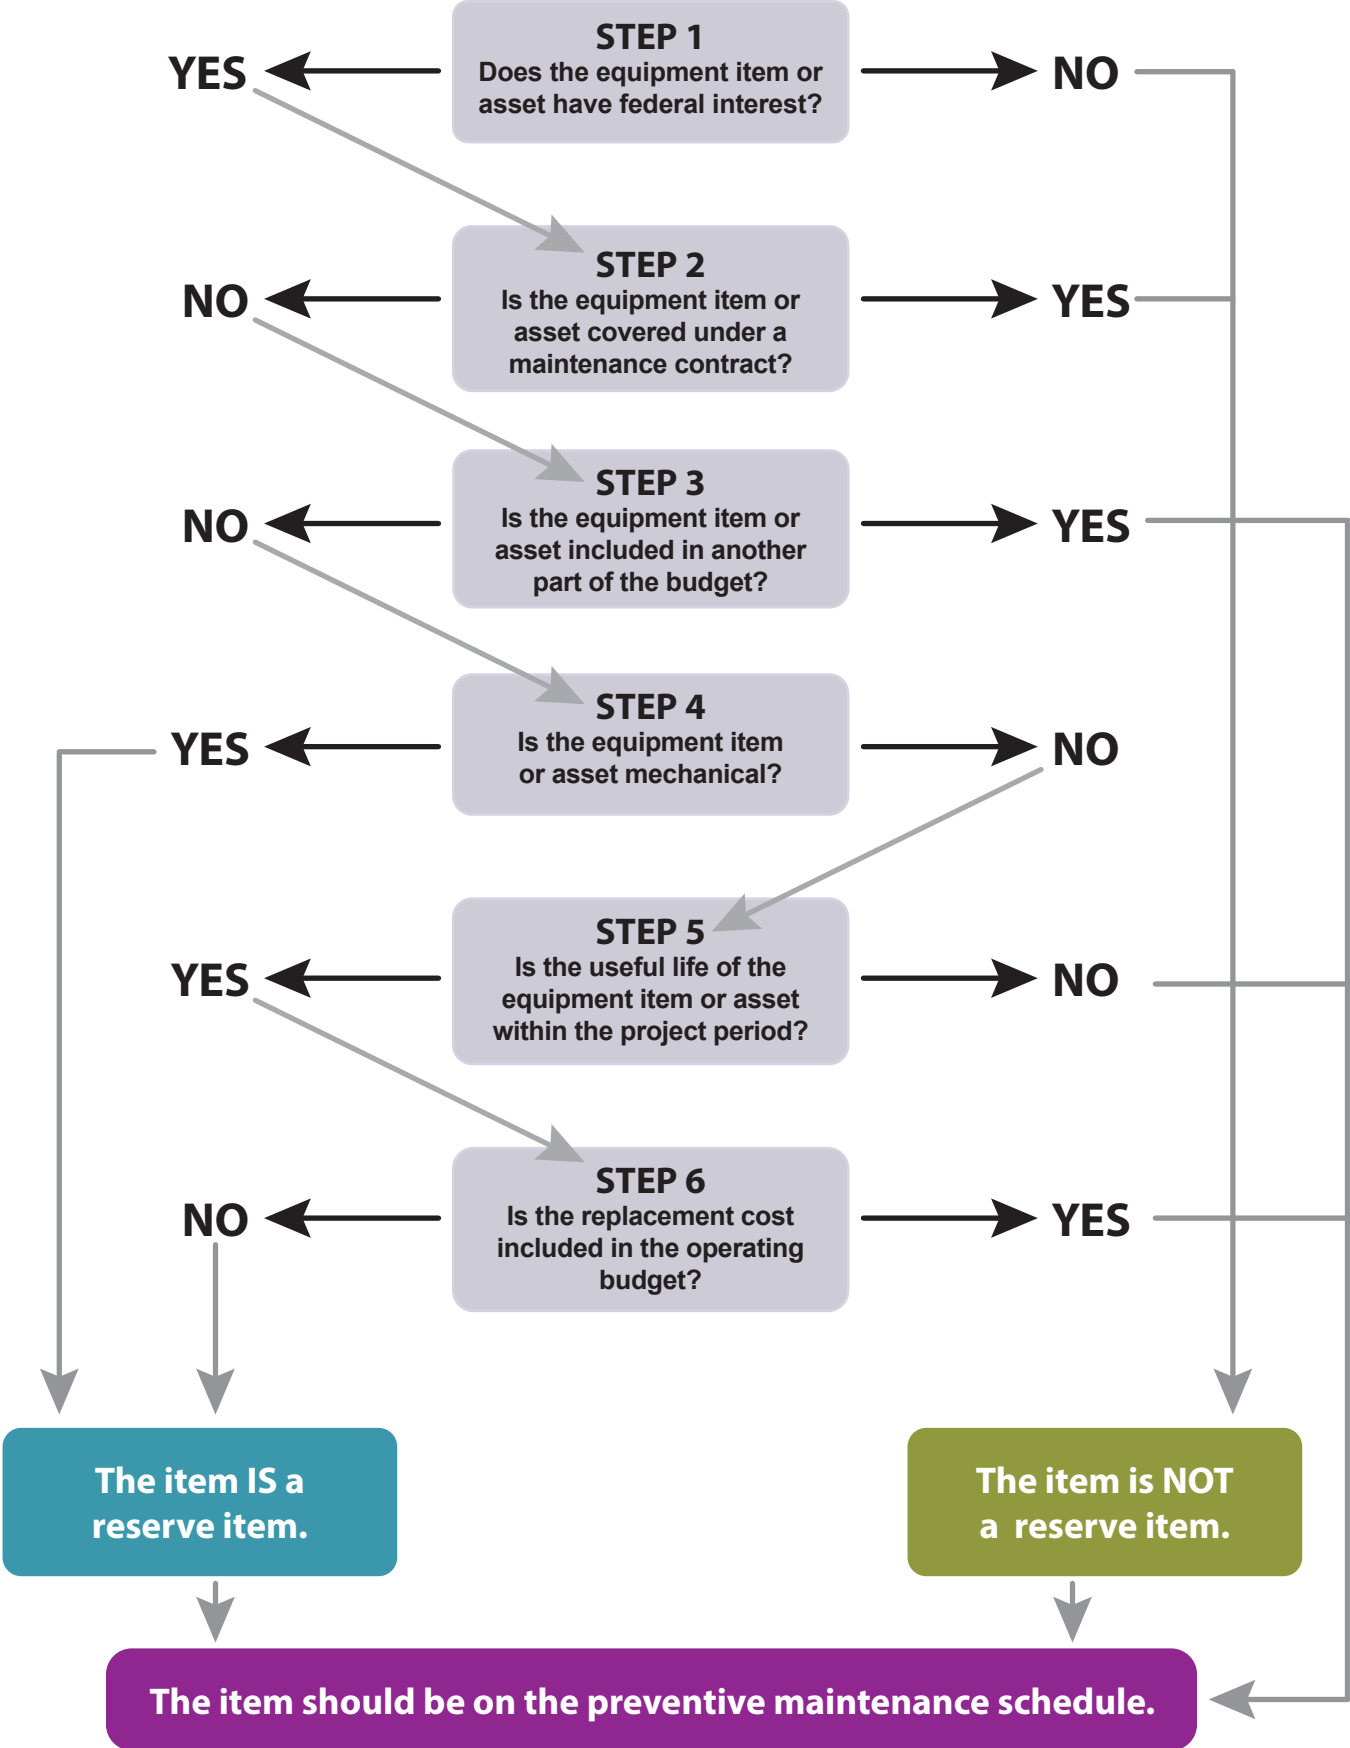 STEP 1
Does the equipment item or
asset have federal interest?
YES
NO
STEP 2
Is the equipment item or
asset covered under a
maintenance contract?
NO
YES
STEP 3
Is the equipment item or
asset included in another
part of the budget?
NO
YES
STEP 4
Is the equipment item
or asset mechanical?
YES
NO
STEP 5
Is the useful life of the
equipment item or asset
within the project period?
YES
NO
STEP 6
Is the replacement cost
included in the operating
budget?
NO
YES
The item IS a
reserve item.
The item is NOT
a reserve item.
The item should be on the preventive maintenance schedule.